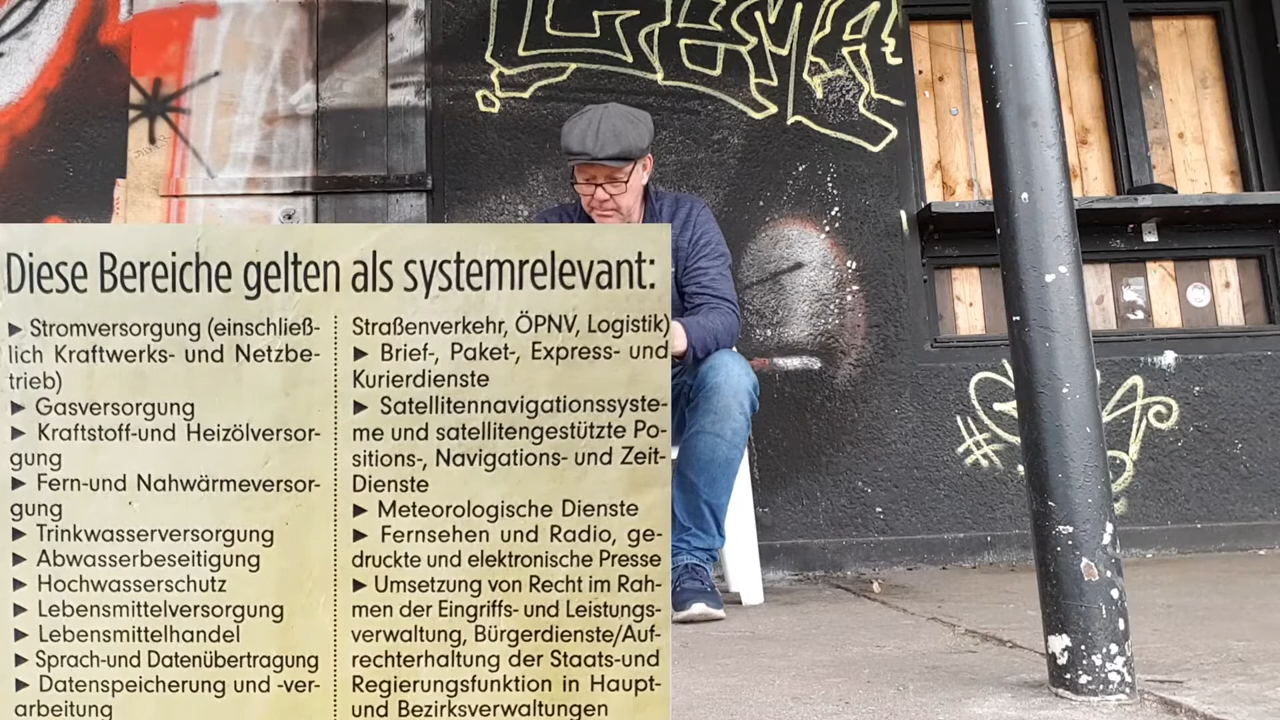 GEMA
Diese Bereiche gelten als systemrelevant:
► Stromversorgung (einschließ-
lich Kraftwerks- und Netzbe-
trieb)
► Gasversorgung
► Kraftstoff-und Heizölversor-
gung
► Fern-und Nahwärmeversor-
gung
► Trinkwasserversorgung
► Abwasserbeseitigung
► Hochwasserschutz
► Lebensmittelversorgung
► Lebensmittelhandel
► Sprach-und Datenübertragung
► Datenspeicherung und -ver-
arbeitung
Straßenverkehr, ÖPNV, Logistik)
► Brief-, Paket-, Express- und
Kurierdienste
► Satellitennavigationssyste-
me und satellitengestützte Po-
sitions-, Navigations- und Zeit-
Dienste
► Meteorologische Dienste
► Fernsehen und Radio, ge-
druckte und elektronische Presse
► Umsetzung von Recht im Rah-
men der Eingriffs- und Leistungs-
verwaltung, Bürgerdienste/Auf-
rechterhaltung der Staats-und
Regierungsfunktion in Haupt-
und Bezirksverwaltungen